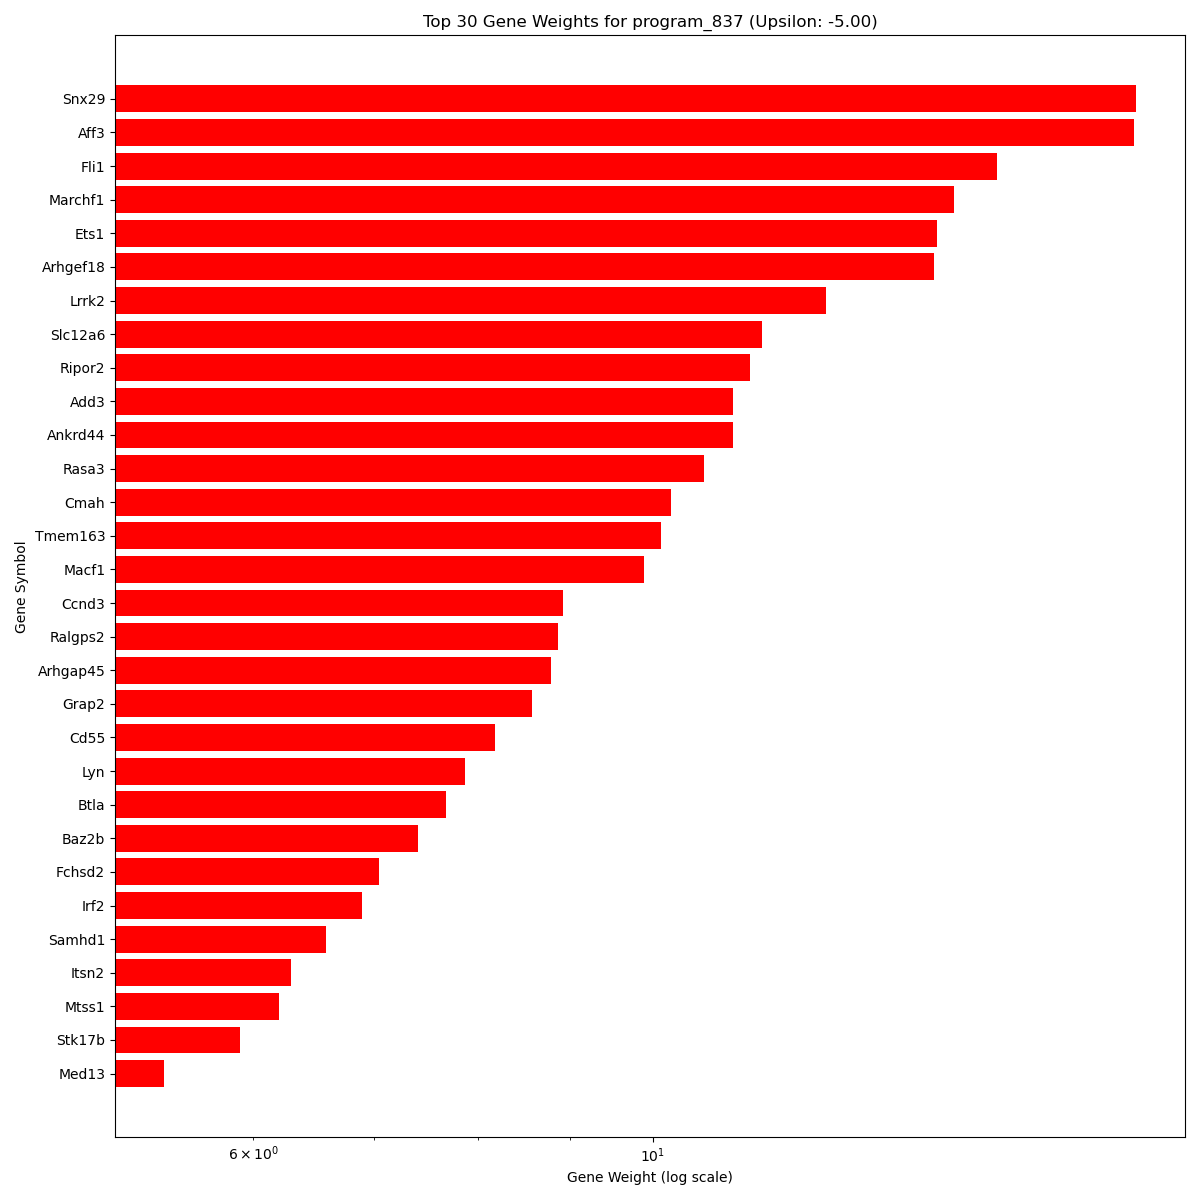 Top 30 Gene Weights for program_837 (Upsilon: -5.00)
Snx29
Aff3
Fli1
Marchf1
Ets1
Arhgef18
Lrrk2
Slc12a6
Ripor2
Add3
Ankrd44
Rasa3
Cmah
Tmem163
Macf1
Ccnd3
Ralgps2
Arhgap45
Grap2
Cd55
Lyn
Btla
Baz2b
Fchsd2
Irf2
Samhd1
Itsn2
Mtss1
Stk17b
Med13
Gene Symbol
6 × 10⁰ 10¹
Gene Weight (log scale)